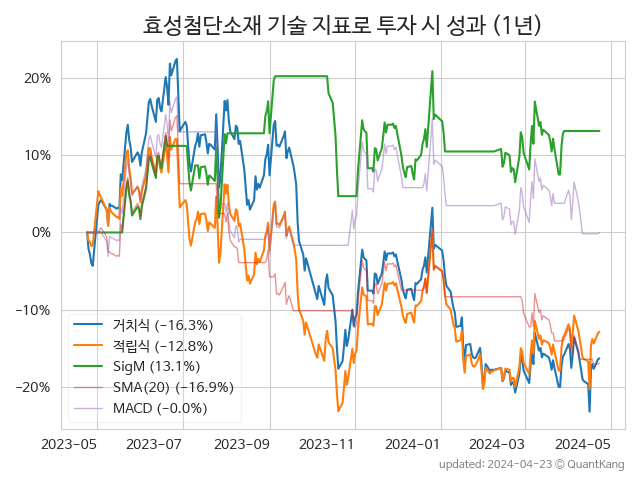 효성첨단소재 기술 지표로 투자 시 성과 (1년)
20%
10%
0%
−10%
−20%
거치식 (−16.3%)
적립식 (−12.8%)
SigM (13.1%)
SMA(20) (−16.9%)
MACD (−0.0%)
2023−05
2023−07
2023−09
2023−11
2024−01
2024−03
2024−05
updated: 2024−04−23 © QuantKang